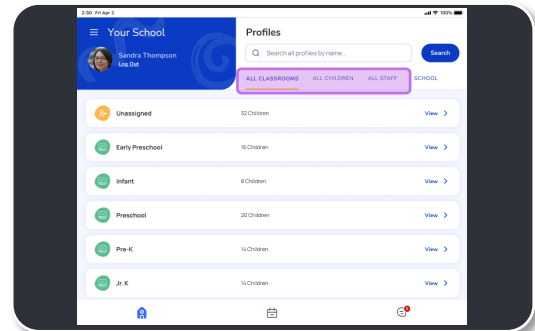 2:30 Fri Apr 2
100%
Your School
Profiles
Sandra Thompson
Log Out
Search all profiles by name...
Search
ALL CLASSROOMS
ALL CHILDREN
ALL STAFF
SCHOOL
Unassigned
32 Children
View
Early Preschool
16 Children
View
Infant
8 Children
View
Preschool
20 Children
View
Pre-K
14 Children
View
Jr. K
14 Children
View